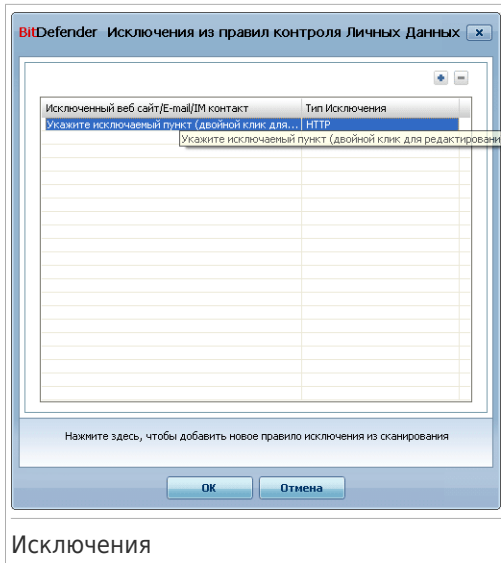 BitDefender Исключения из правил контроля Личных Данных
Исключенный веб сайт/E-mail/IM контакт Тип Исключения
Укажите исключаемый пункт (двойной клик для... HTTP
Укажите исключаемый пункт (двойной клик для редактировани
Нажмите здесь, чтобы добавить новое правило исключения из сканирования
OK Отмена
Исключения